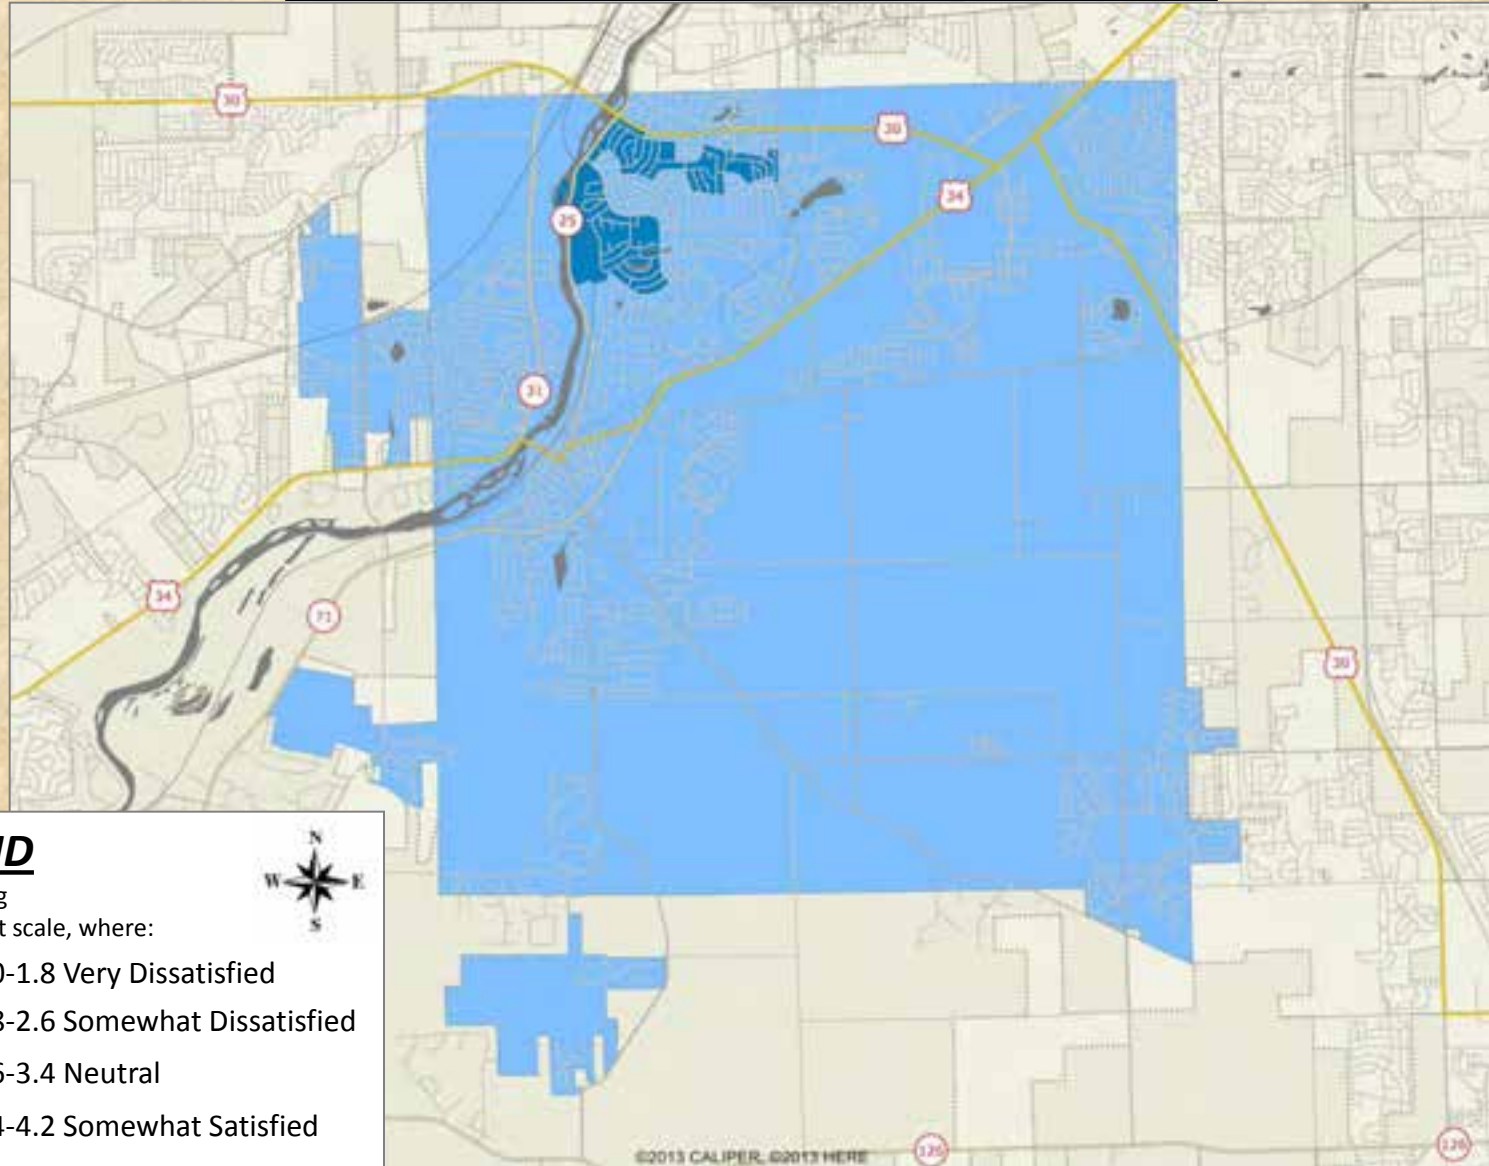 30
30
34
25
31
34
71
30
ND
N
W E
S
g
t scale, where:
0-1.8 Very Dissatisfied
8-2.6 Somewhat Dissatisfied
6-3.4 Neutral
4-4.2 Somewhat Satisfied
©2013 CALIPER, ©2013 HERE
126
126